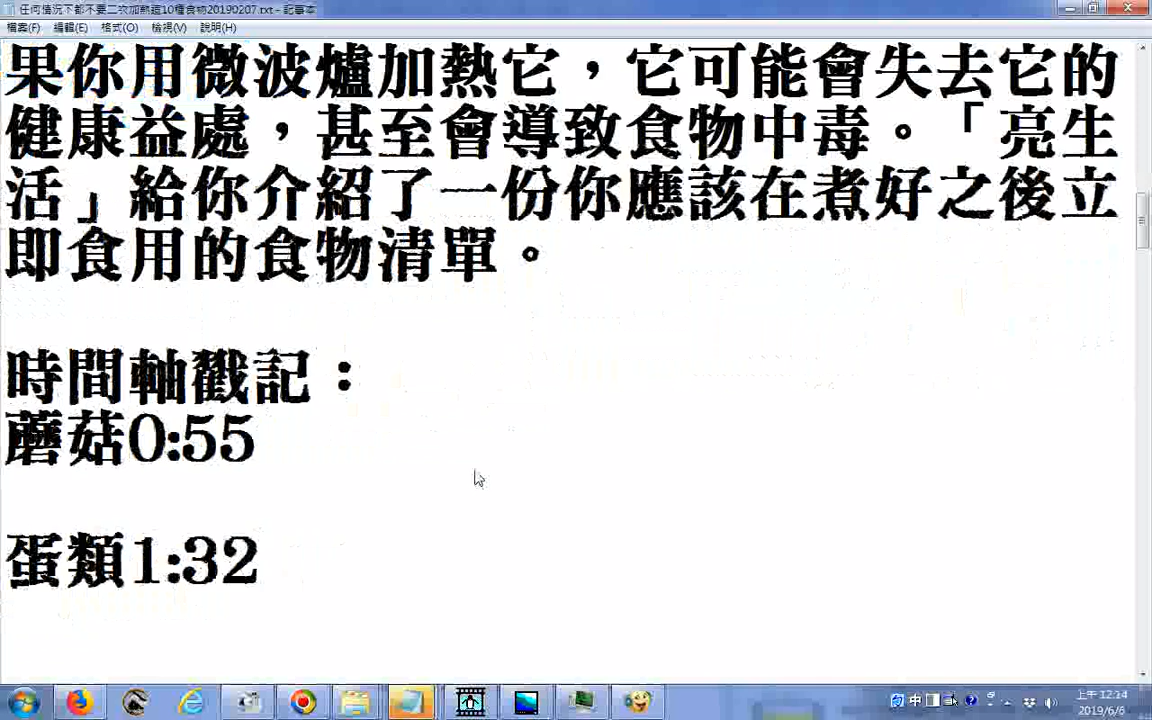 任何情況下都不要二次加熱這10種食物20190207.txt - 記事本
檔案(F) 編輯(E) 格式(O) 檢視(V) 說明(H)
果你用微波爐加熱它，它可能會失去它的
健康益處，甚至會導致食物中毒。「亮生
活」給你介紹了一份你應該在煮好之後立
即食用的食物清單。
時間軸戳記：
蘑菇0:55
蛋類1:32
中
上午 12:14
2019/6/6